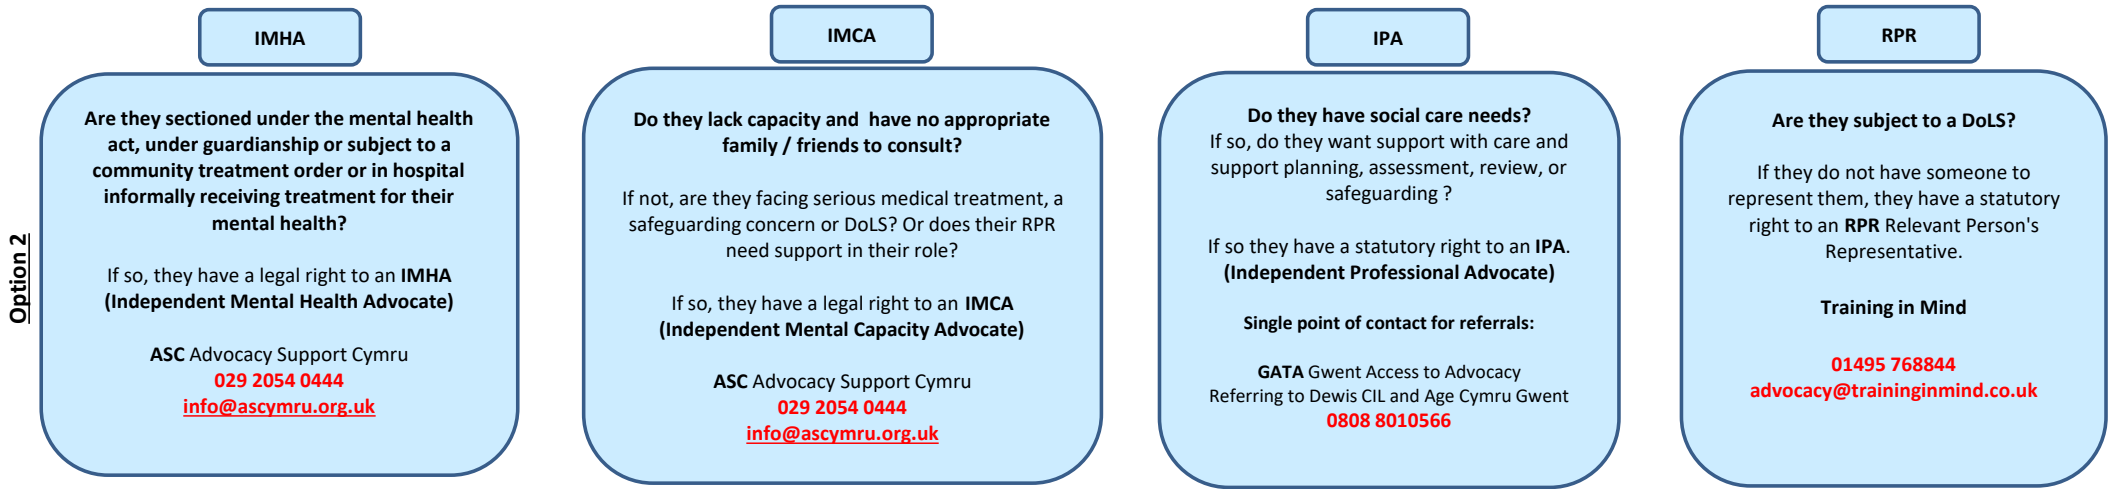 Option 2
IMHA
Are they sectioned under the mental health
act, under guardianship or subject to a
community treatment order or in hospital
informally receiving treatment for their
mental health?
If so, they have a legal right to an IMHA
(Independent Mental Health Advocate)
ASC Advocacy Support Cymru
029 2054 0444
info@ascymru.org.uk
IMCA
Do they lack capacity and have no appropriate
family / friends to consult?
If not, are they facing serious medical treatment, a
safeguarding concern or DoLS? Or does their RPR
need support in their role?
If so, they have a legal right to an IMCA
(Independent Mental Capacity Advocate)
ASC Advocacy Support Cymru
029 2054 0444
info@ascymru.org.uk
IPA
Do they have social care needs?
If so, do they want support with care and
support planning, assessment, review, or
safeguarding ?
If so they have a statutory right to an IPA.
(Independent Professional Advocate)
Single point of contact for referrals:
GATA Gwent Access to Advocacy
Referring to Dewis CIL and Age Cymru Gwent
0808 8010566
RPR
Are they subject to a DoLS?
If they do not have someone to
represent them, they have a statutory
right to an RPR Relevant Person's
Representative.
Training in Mind
01495 768844
advocacy@traininginmind.co.uk